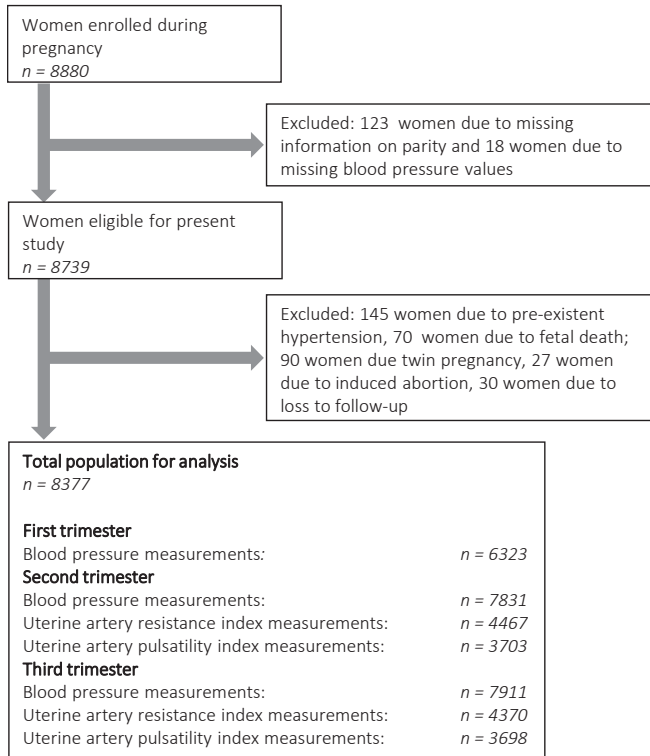 Women enrolled during
pregnancy
n = 8880
Excluded: 123 women due to missing
information on parity and 18 women due to
missing blood pressure values
Women eligible for present
study
n = 8739
Excluded: 145 women due to pre-existent
hypertension, 70 women due to fetal death;
90 women due twin pregnancy, 27 women
due to induced abortion, 30 women due to
loss to follow-up
Total population for analysis
n = 8377
First trimester
Blood pressure measurements: n = 6323
Second trimester
Blood pressure measurements: n = 7831
Uterine artery resistance index measurements: n = 4467
Uterine artery pulsatility index measurements: n = 3703
Third trimester
Blood pressure measurements: n = 7911
Uterine artery resistance index measurements: n = 4370
Uterine artery pulsatility index measurements: n = 3698